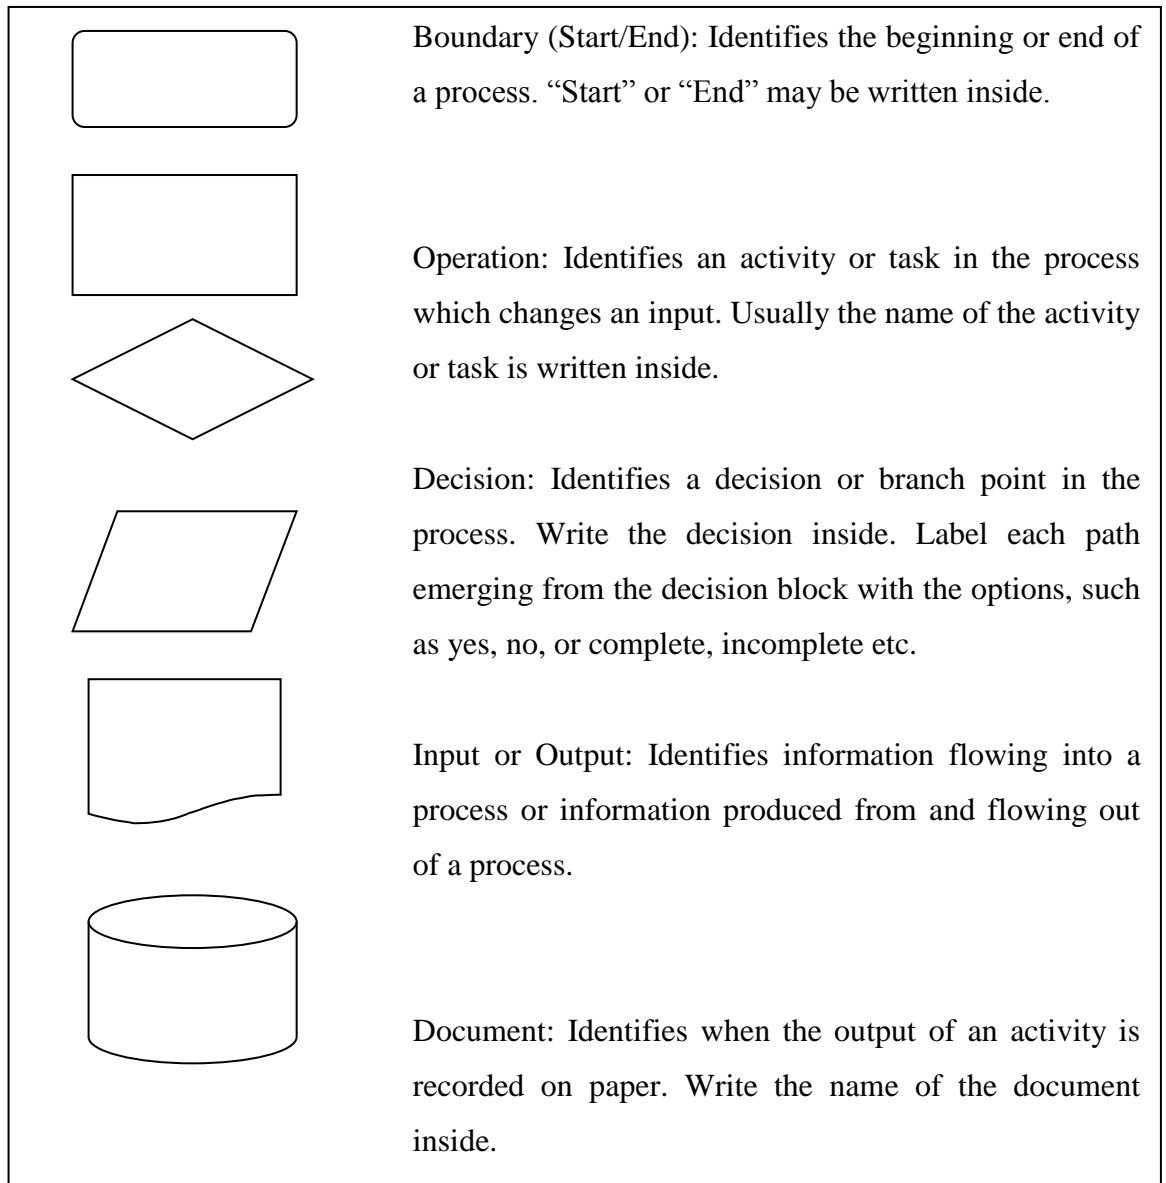 Boundary (Start/End): Identifies the beginning or end of
a process. “Start” or “End” may be written inside.
Operation: Identifies an activity or task in the process
which changes an input. Usually the name of the activity
or task is written inside.
Decision: Identifies a decision or branch point in the
process. Write the decision inside. Label each path
emerging from the decision block with the options, such
as yes, no, or complete, incomplete etc.
Input or Output: Identifies information flowing into a
process or information produced from and flowing out
of a process.
Document: Identifies when the output of an activity is
recorded on paper. Write the name of the document
inside.